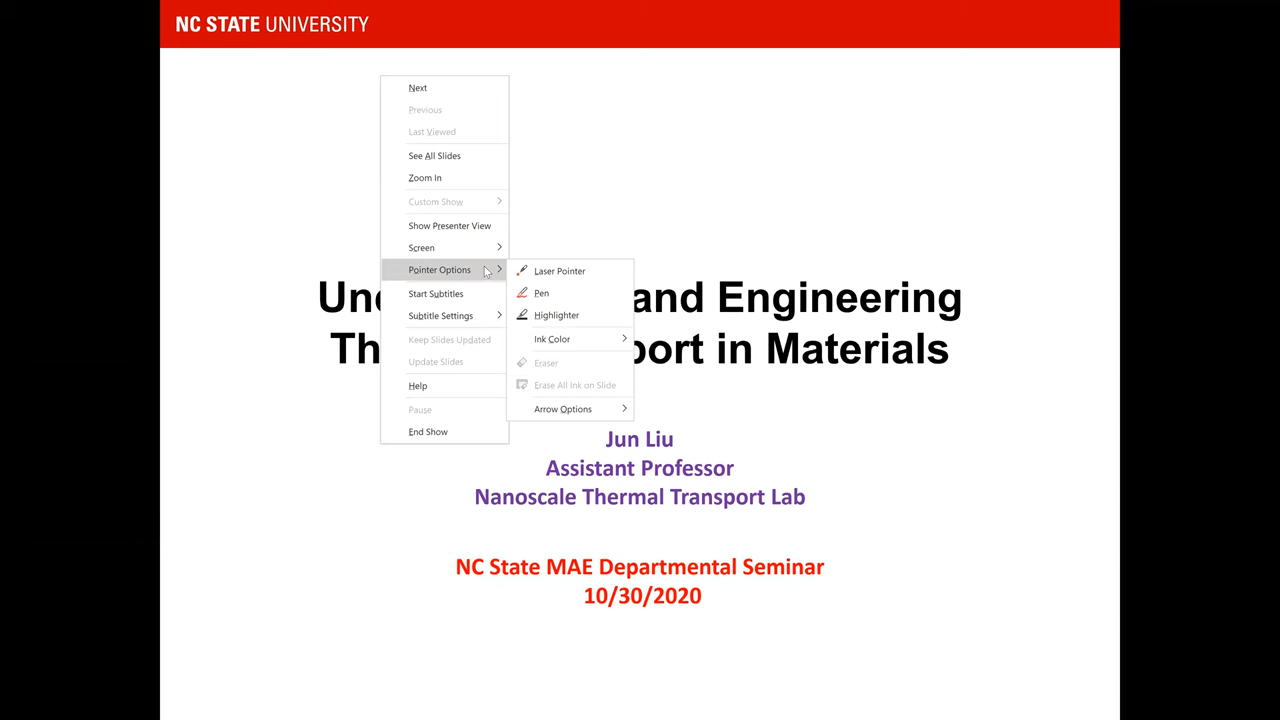 NC STATE UNIVERSITY
Next
Previous
Last Viewed
See All Slides
Zoom In
Custom Show
Show Presenter View
Screen
Pointer Options
Start Subtitles
Subtitle Settings
Keep Slides Updated
Update Slides
Help
Pause
End Show
Laser Pointer
Pen
Highlighter
Ink Color
Eraser
Erase All Ink on Slide
Arrow Options
and Engineering
in Materials
Jun Liu
Assistant Professor
Nanoscale Thermal Transport Lab
NC State MAE Departmental Seminar
10/30/2020